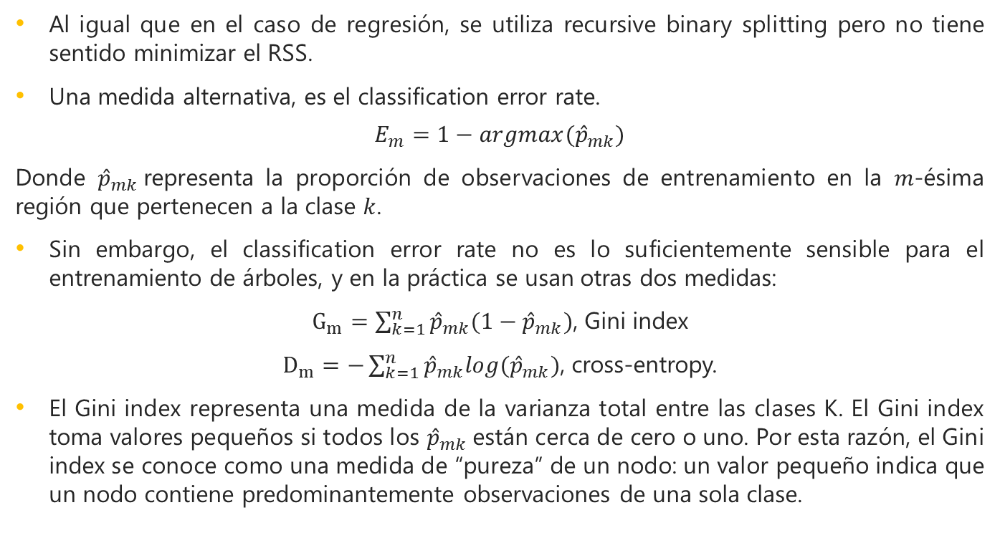 • Al igual que en el caso de regresión, se utiliza recursive binary splitting pero no tiene
sentido minimizar el RSS.
• Una medida alternativa, es el classification error rate.
$E_m = 1 - argmax(\hat{p}_{mk})$
Donde $\hat{p}_{mk}$ representa la proporción de observaciones de entrenamiento en la $m$-ésima
región que pertenecen a la clase $k$.
• Sin embargo, el classification error rate no es lo suficientemente sensible para el
entrenamiento de árboles, y en la práctica se usan otras dos medidas:
$G_m = \sum_{k=1}^{n} \hat{p}_{mk}(1 - \hat{p}_{mk})$, Gini index
$D_m = -\sum_{k=1}^{n} \hat{p}_{mk} log(\hat{p}_{mk})$, cross-entropy.
• El Gini index representa una medida de la varianza total entre las clases K. El Gini index
toma valores pequeños si todos los $\hat{p}_{mk}$ están cerca de cero o uno. Por esta razón, el Gini
index se conoce como una medida de “pureza” de un nodo: un valor pequeño indica que
un nodo contiene predominantemente observaciones de una sola clase.